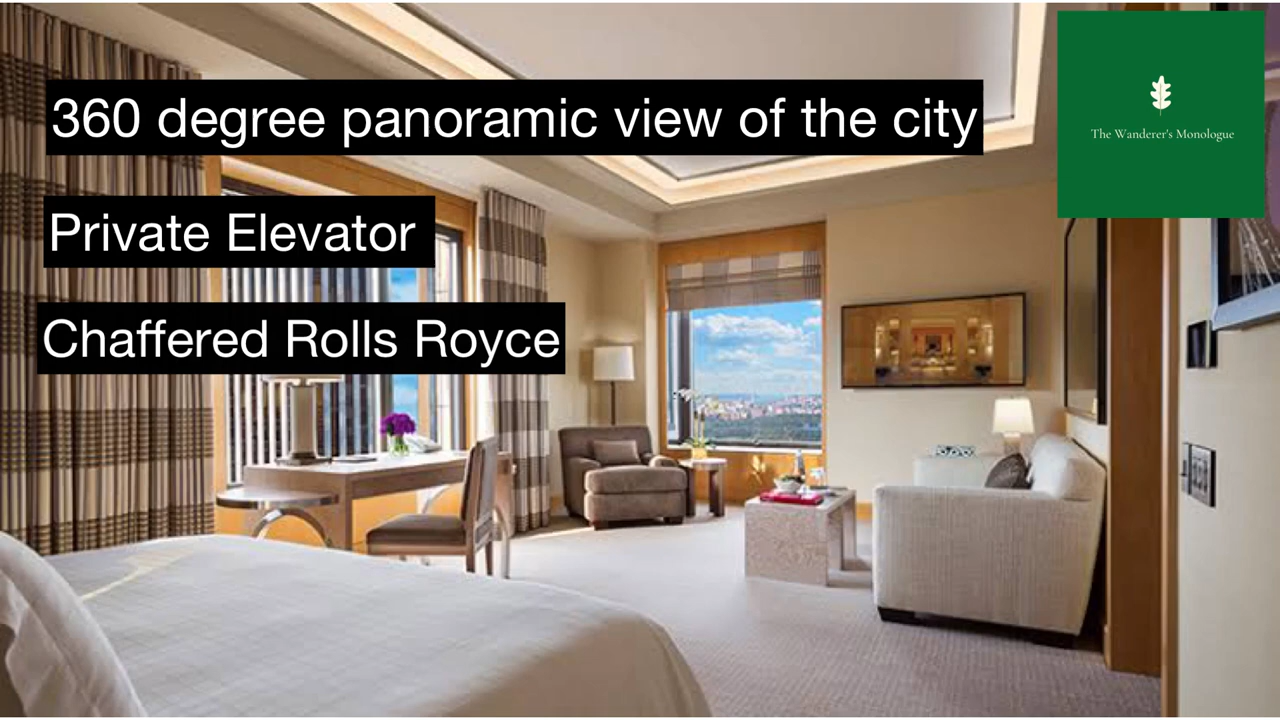 360 degree panoramic view of the city
The Wanderer's Monologue
Private Elevator
Chaffered Rolls Royce